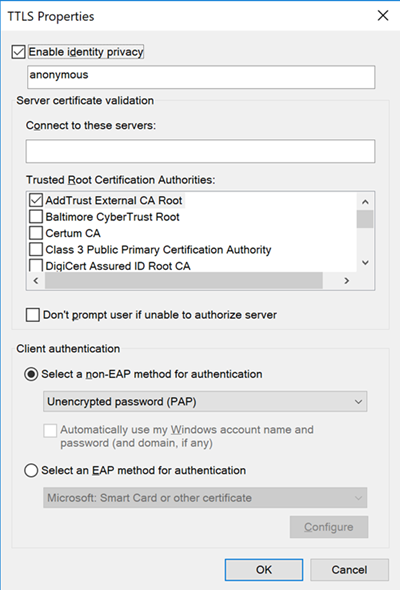 TTLS Properties
Enable identity privacy
anonymous
Server certificate validation
Connect to these servers:
Trusted Root Certification Authorities:
AddTrust External CA Root
Baltimore CyberTrust Root
Certum CA
Class 3 Public Primary Certification Authority
DigiCert Assured ID Root CA
Don't prompt user if unable to authorize server
Client authentication
Select a non-EAP method for authentication
Unencrypted password (PAP)
Automatically use my Windows account name and
password (and domain, if any)
Select an EAP method for authentication
Microsoft: Smart Card or other certificate
Configure
OK
Cancel